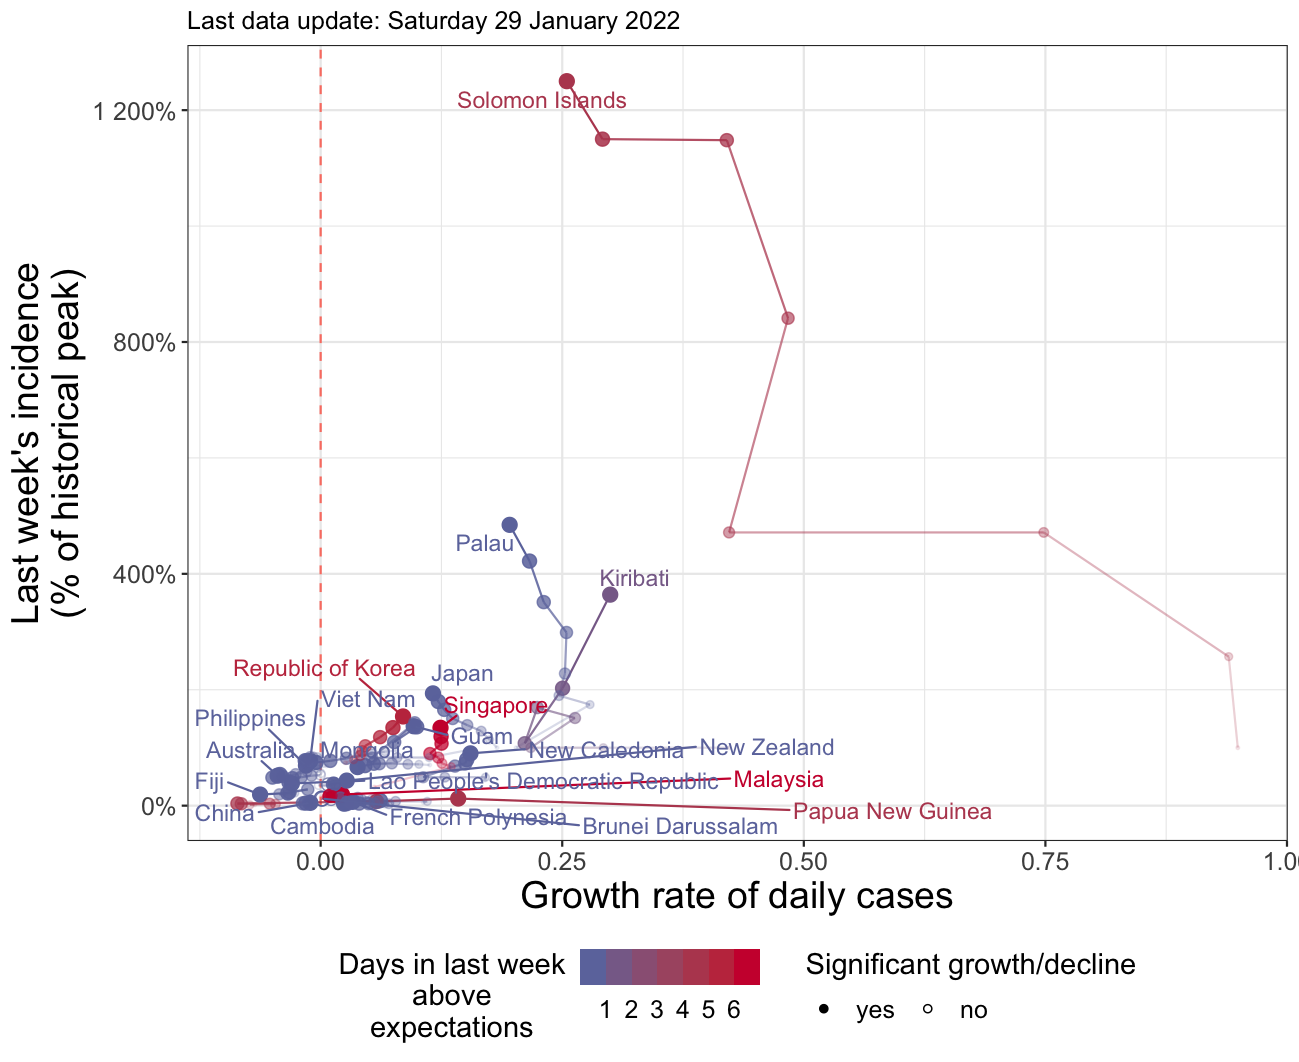 Last data update: Saturday 29 January 2022
Last week's incidence
(% of historical peak)
1 200%
800%
400%
0%
Solomon Islands
Palau
Kiribati
Republic of Korea
Japan
Viet Nam
Singapore
Philippines
Guam
Australia
Mongolia
New Caledonia
New Zealand
Fiji
Lao People's Democratic Republic
Malaysia
China
French Polynesia
Papua New Guinea
Cambodia
Brunei Darussalam
0.00
0.25
0.50
0.75
1.0
Growth rate of daily cases
Days in last week
above
expectations
1 2 3 4 5 6
Significant growth/decline
yes
no